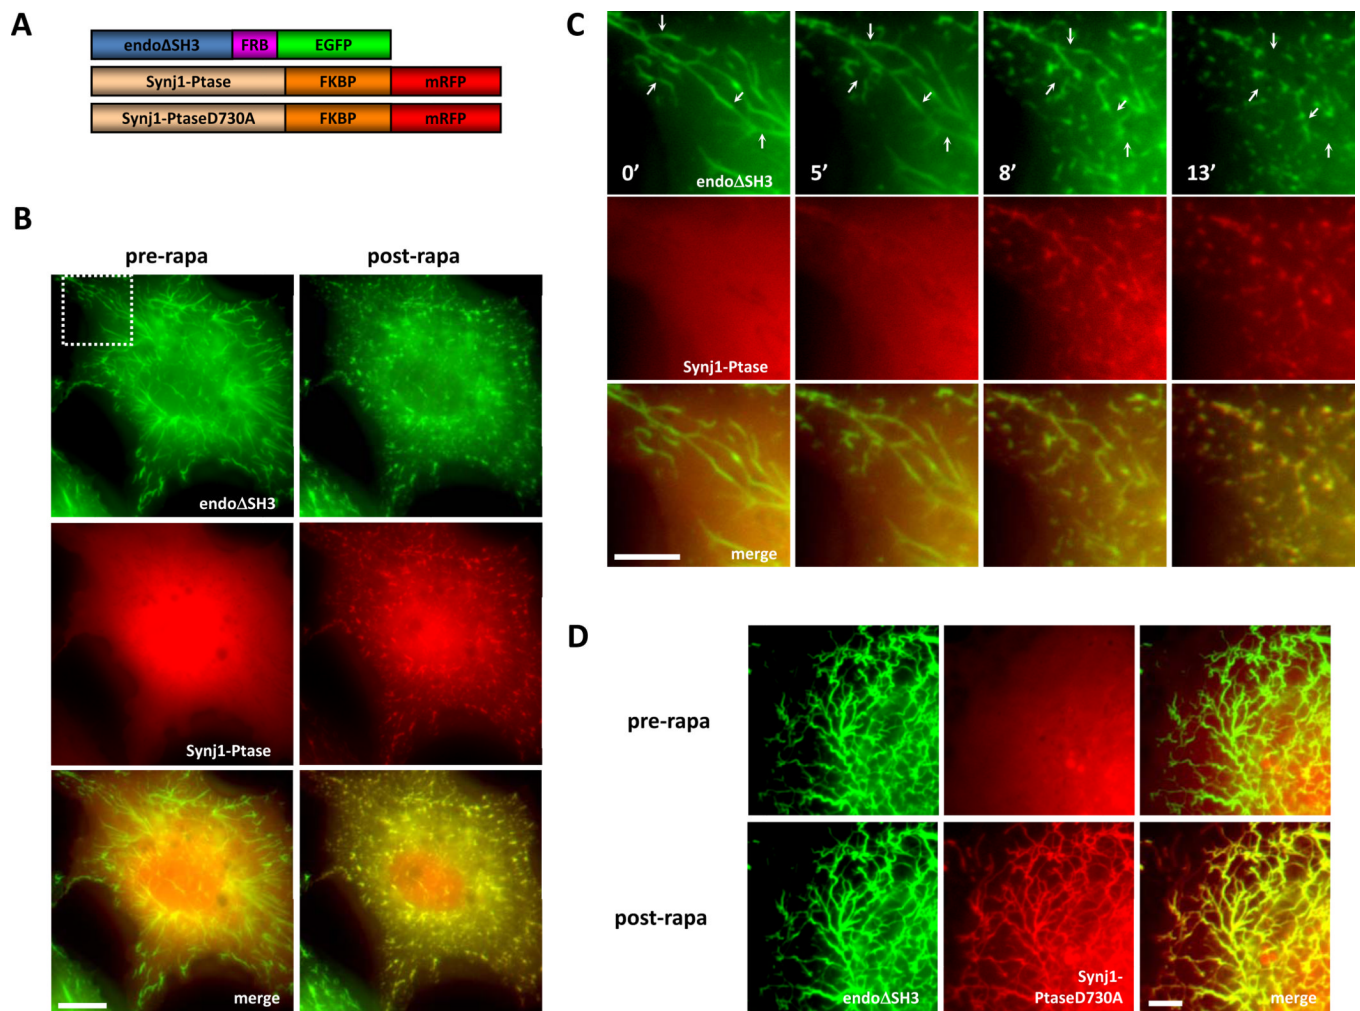 A
endoΔSH3 FRB EGFP
Synj1-Ptase FKBP mRFP
Synj1-PtaseD730A FKBP mRFP
B
pre-rapa post-rapa
endoΔSH3
Synj1-Ptase
merge
C
0’ 5’ 8’ 13’
endoΔSH3
Synj1-Ptase
merge
D
pre-rapa
post-rapa
endoΔSH3
Synj1-
PtaseD730A
merge